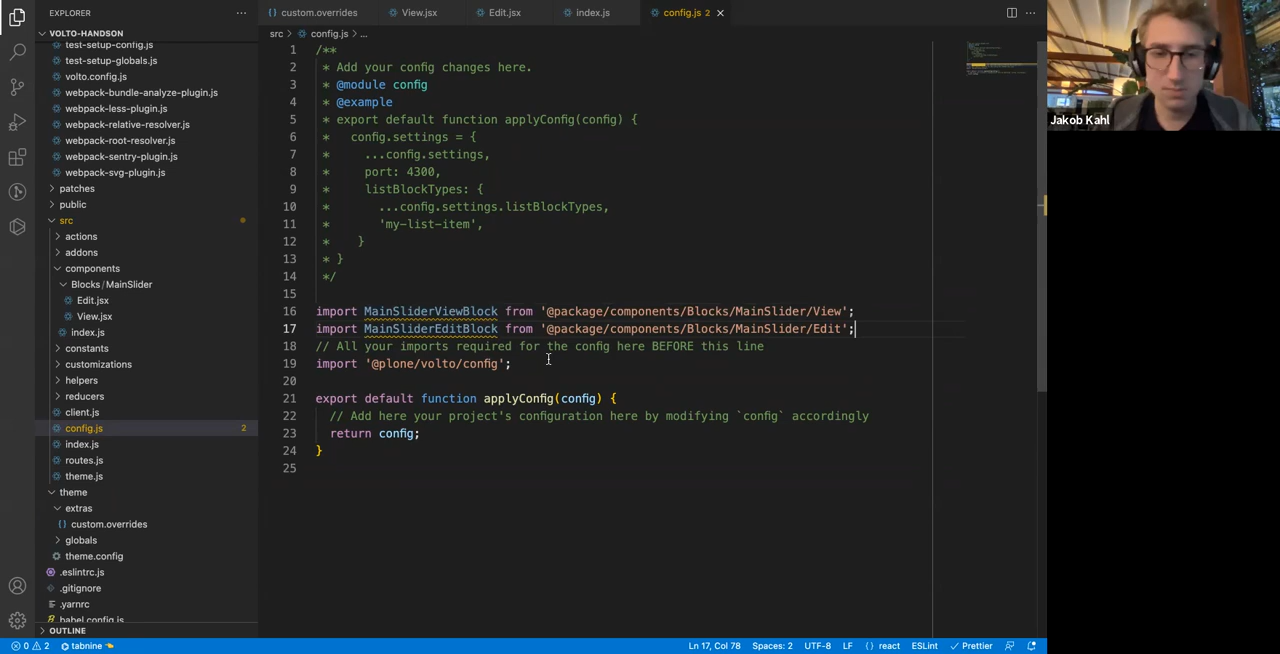 EXPLORER
VOLTO-HANDSON
test-setup-config.js
test-setup-globals.js
volto.config.js
webpack-bundle-analyze-plugin.js
webpack-less-plugin.js
webpack-relative-resolver.js
webpack-root-resolver.js
webpack-sentry-plugin.js
webpack-svg-plugin.js
patches
public
src
actions
addons
components
Blocks / MainSlider
Edit.jsx
View.jsx
index.js
constants
customizations
helpers
reducers
client.js
config.js 2
index.js
routes.js
theme.js
theme
extras
custom.overrides
globals
theme.config
.eslintrc.js
.gitignore
.yarnrc
babel.config.js
OUTLINE
custom.overrides View.jsx Edit.jsx index.js config.js 2
src > config.js > ...
1 /**
2 * Add your config changes here.
3 * @module config
4 * @example
5 * export default function applyConfig(config) {
6 *   config.settings = {
7 *     ...config.settings,
8 *     port: 4300,
9 *     listBlockTypes: {
10 *       ...config.settings.listBlockTypes,
11 *       'my-list-item',
12 *    }
13 * }
14 */
15
16 import MainSliderViewBlock from '@package/components/Blocks/MainSlider/View';
17 import MainSliderEditBlock from '@package/components/Blocks/MainSlider/Edit';
18 // All your imports required for the config here BEFORE this line
19 import '@plone/volto/config';
20
21 export default function applyConfig(config) {
22   // Add here your project's configuration here by modifying `config` accordingly
23   return config;
24 }
25
Jakob Kahl
0 2 tabnine Ln 17, Col 78 Spaces: 2 UTF-8 LF { } react ESLint Prettier